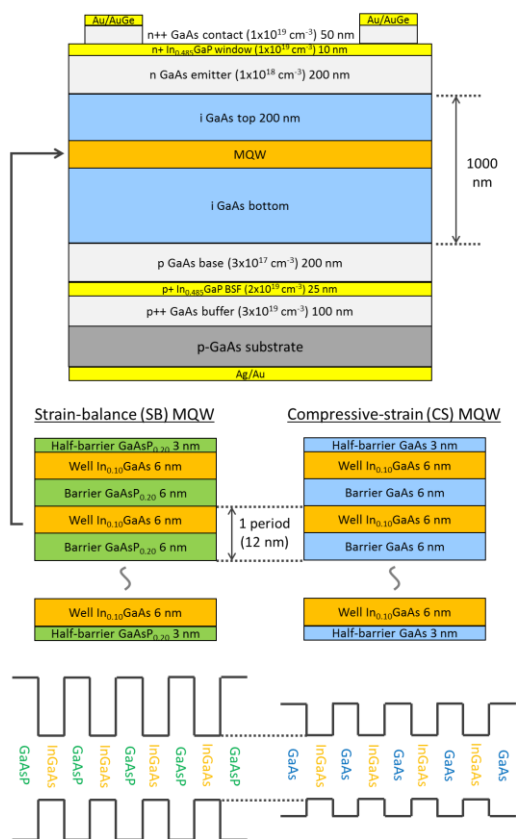 Au/AuGe
n++ GaAs contact (1x10¹⁹ cm⁻³) 50 nm
Au/AuGe
n+ In₀.₄₈₅GaP window (1x10¹⁹ cm⁻³) 10 nm
n GaAs emitter (1x10¹⁸ cm⁻³) 200 nm
i GaAs top 200 nm
MQW
1000
nm
i GaAs bottom
p GaAs base (3x10¹⁷ cm⁻³) 200 nm
p+ In₀.₄₈₅GaP BSF (2x10¹⁹ cm⁻³) 25 nm
p++ GaAs buffer (3x10¹⁹ cm⁻³) 100 nm
p-GaAs substrate
Ag/Au
Strain-balance (SB) MQW
Half-barrier GaAsP₀.₂₀ 3 nm
Well In₀.₁₀GaAs 6 nm
Barrier GaAsP₀.₂₀ 6 nm
Well In₀.₁₀GaAs 6 nm
Barrier GaAsP₀.₂₀ 6 nm
Well In₀.₁₀GaAs 6 nm
Half-barrier GaAsP₀.₂₀ 3 nm
1 period
(12 nm)
Compressive-strain (CS) MQW
Half-barrier GaAs 3 nm
Well In₀.₁₀GaAs 6 nm
Barrier GaAs 6 nm
Well In₀.₁₀GaAs 6 nm
Barrier GaAs 6 nm
Well In₀.₁₀GaAs 6 nm
Half-barrier GaAs 3 nm
GaAsP
InGaAs
GaAsP
InGaAs
GaAsP
InGaAs
GaAsP
InGaAs
GaAsP
GaAs
InGaAs
GaAs
InGaAs
GaAs
InGaAs
GaAs
InGaAs
GaAs